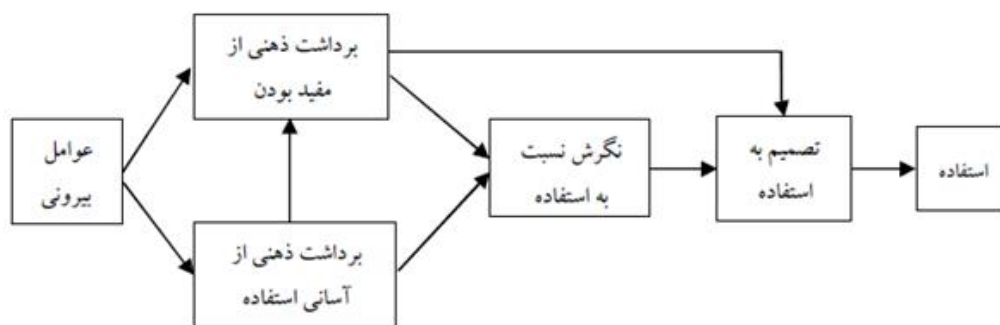 برداشت ذهنی از
مفید بودن
عوامل
بیرونی
برداشت ذهنی از
آسانی استفاده
نگرش نسبت
به استفاده
تصمیم به
استفاده
استفاده